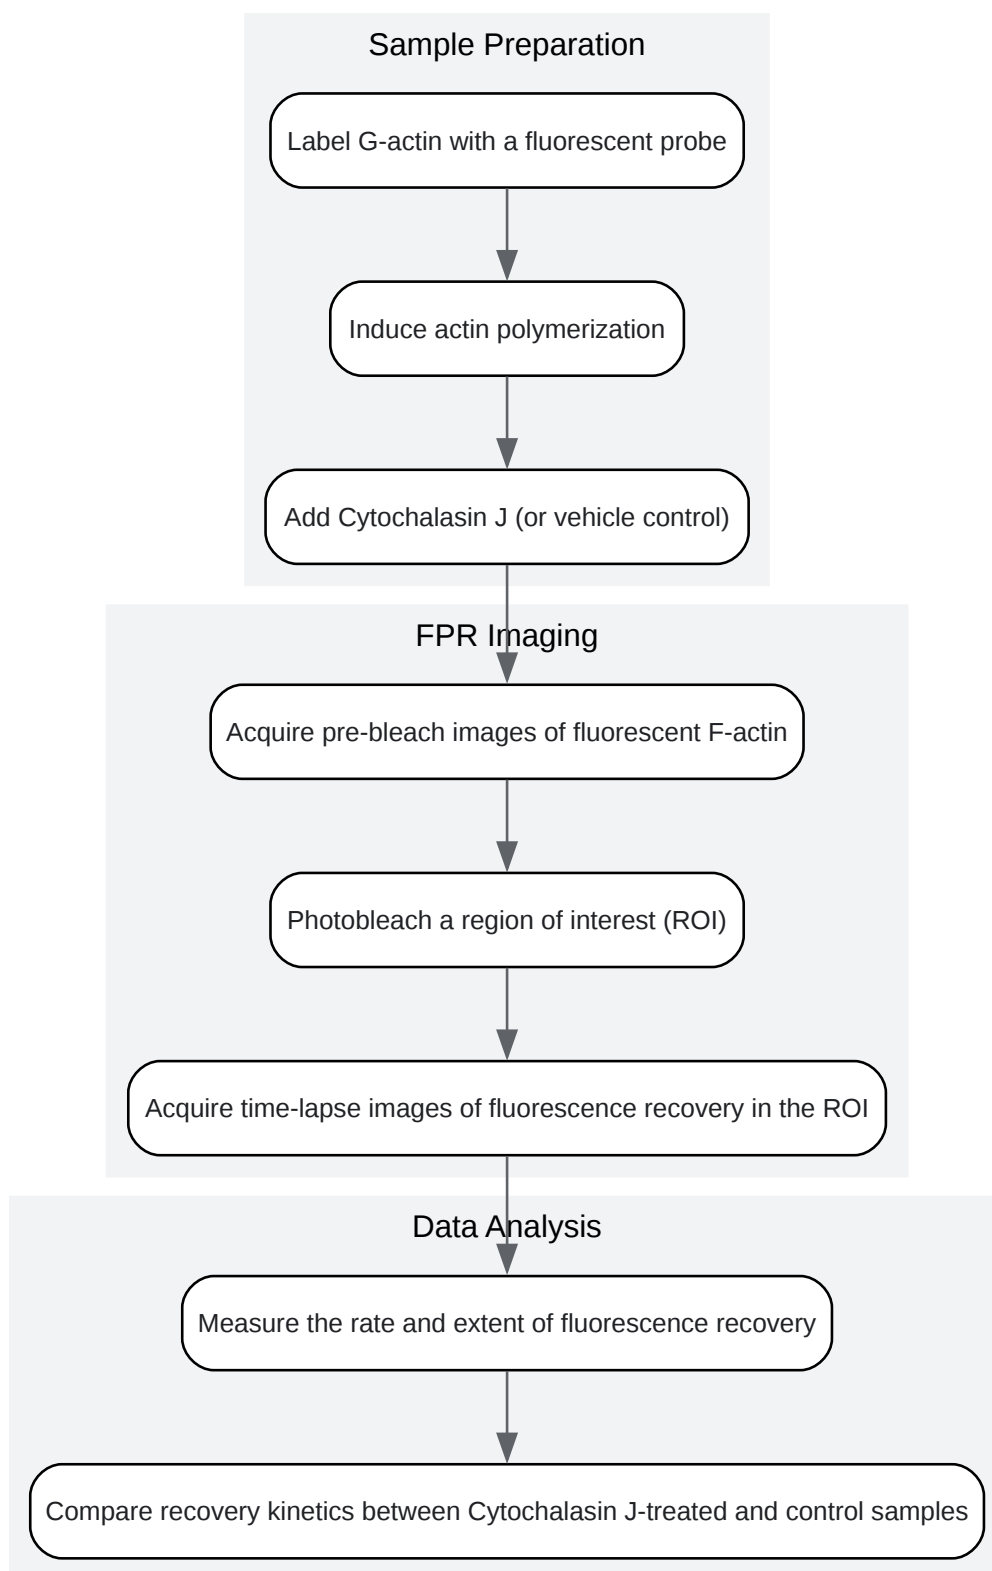 Sample Preparation
Label G-actin with a fluorescent probe
Induce actin polymerization
Add Cytochalasin J (or vehicle control)
FPR Imaging
Acquire pre-bleach images of fluorescent F-actin
Photobleach a region of interest (ROI)
Acquire time-lapse images of fluorescence recovery in the ROI
Data Analysis
Measure the rate and extent of fluorescence recovery
Compare recovery kinetics between Cytochalasin J-treated and control samples